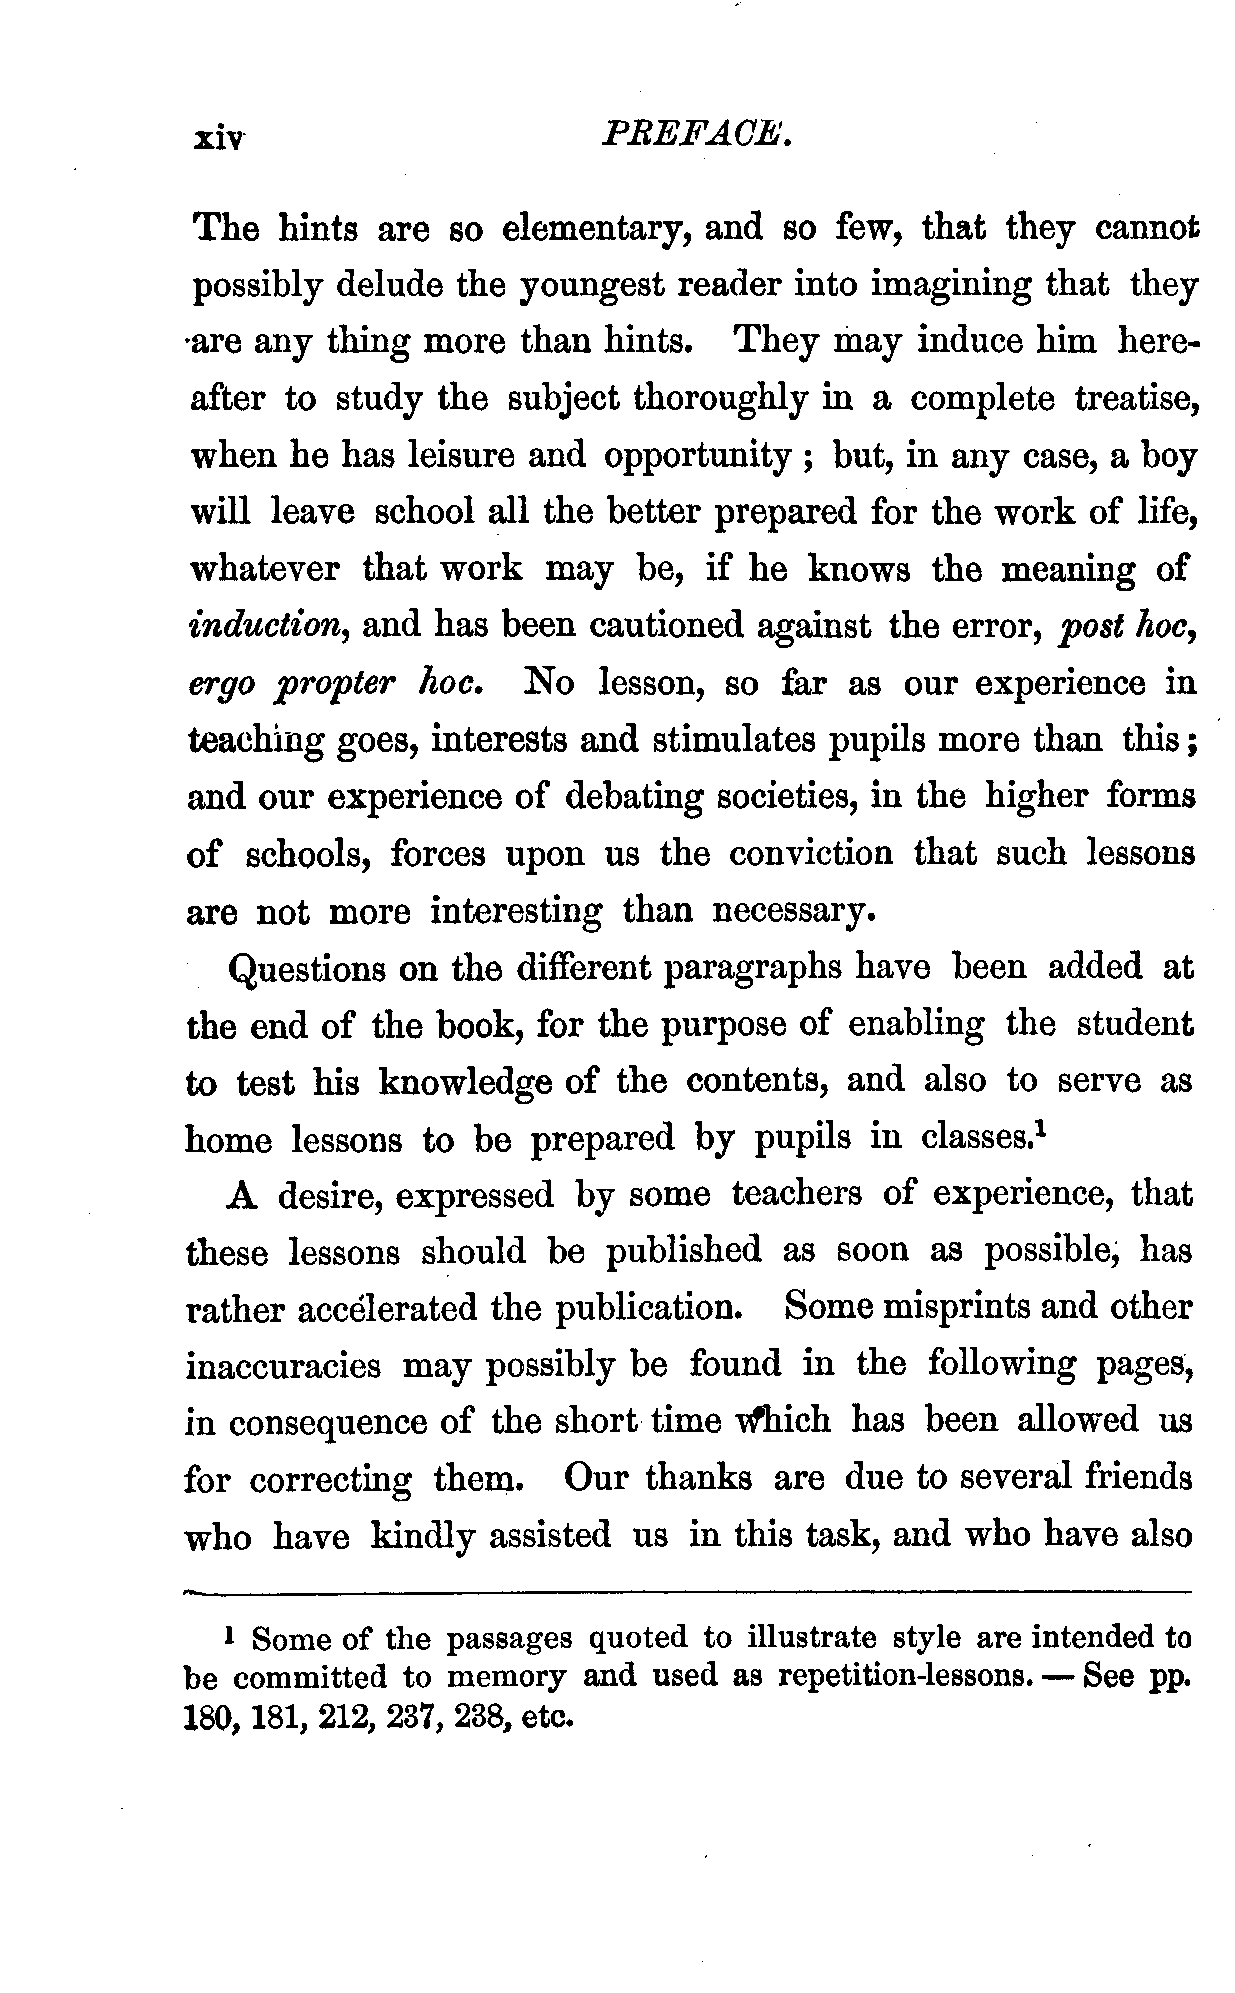 xiv PREFACE.
The hints are so elementary, and so few, that they cannot
possibly delude the youngest reader into imagining that they
are any thing more than hints. They may induce him here-
after to study the subject thoroughly in a complete treatise,
when he has leisure and opportunity ; but, in any case, a boy
will leave school all the better prepared for the work of life,
whatever that work may be, if he knows the meaning of
induction, and has been cautioned against the error, post hoc,
ergo propter hoc. No lesson, so far as our experience in
teaching goes, interests and stimulates pupils more than this ;
and our experience of debating societies, in the higher forms
of schools, forces upon us the conviction that such lessons
are not more interesting than necessary.
Questions on the different paragraphs have been added at
the end of the book, for the purpose of enabling the student
to test his knowledge of the contents, and also to serve as
home lessons to be prepared by pupils in classes.¹
A desire, expressed by some teachers of experience, that
these lessons should be published as soon as possible, has
rather accelerated the publication. Some misprints and other
inaccuracies may possibly be found in the following pages,
in consequence of the short time which has been allowed us
for correcting them. Our thanks are due to several friends
who have kindly assisted us in this task, and who have also
¹ Some of the passages quoted to illustrate style are intended to
be committed to memory and used as repetition-lessons. — See pp.
180, 181, 212, 237, 238, etc.